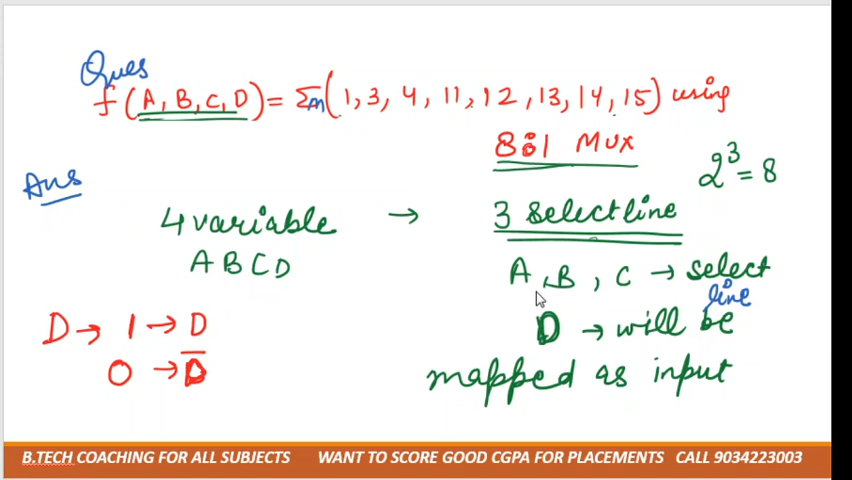 Ques
f(A, B, C, D) = Σm(1, 3, 4, 11, 12, 13, 14, 15) using
8:1 MUX
2³ = 8
Ans
4 variable → 3 select line
A B C D
A, B, C → select line
D → will be
mapped as input
D → 1 → D
0 → D̅
B.TECH COACHING FOR ALL SUBJECTS WANT TO SCORE GOOD CGPA FOR PLACEMENTS CALL 9034223003